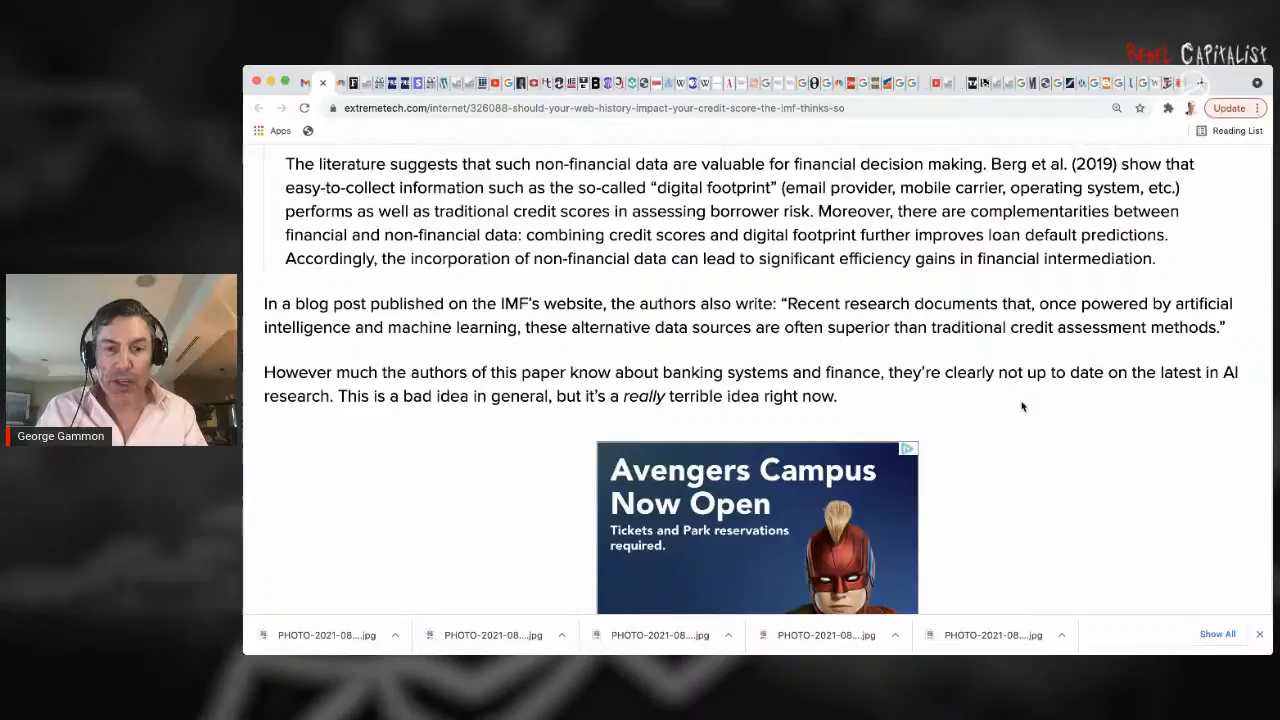 REBEL CAPITALIST
extremetech.com/internet/326088-should-your-web-history-impact-your-credit-score-the-imf-thinks-so
Update
Apps
Reading List
The literature suggests that such non-financial data are valuable for financial decision making. Berg et al. (2019) show that
easy-to-collect information such as the so-called “digital footprint” (email provider, mobile carrier, operating system, etc.)
performs as well as traditional credit scores in assessing borrower risk. Moreover, there are complementarities between
financial and non-financial data: combining credit scores and digital footprint further improves loan default predictions.
Accordingly, the incorporation of non-financial data can lead to significant efficiency gains in financial intermediation.
In a blog post published on the IMF’s website, the authors also write: “Recent research documents that, once powered by artificial
intelligence and machine learning, these alternative data sources are often superior than traditional credit assessment methods.”
However much the authors of this paper know about banking systems and finance, they’re clearly not up to date on the latest in AI
research. This is a bad idea in general, but it’s a really terrible idea right now.
George Gammon
Avengers Campus
Now Open
Tickets and Park reservations
required.
PHOTO-2021-08....jpg
PHOTO-2021-08....jpg
PHOTO-2021-08....jpg
PHOTO-2021-08....jpg
PHOTO-2021-08....jpg
Show All